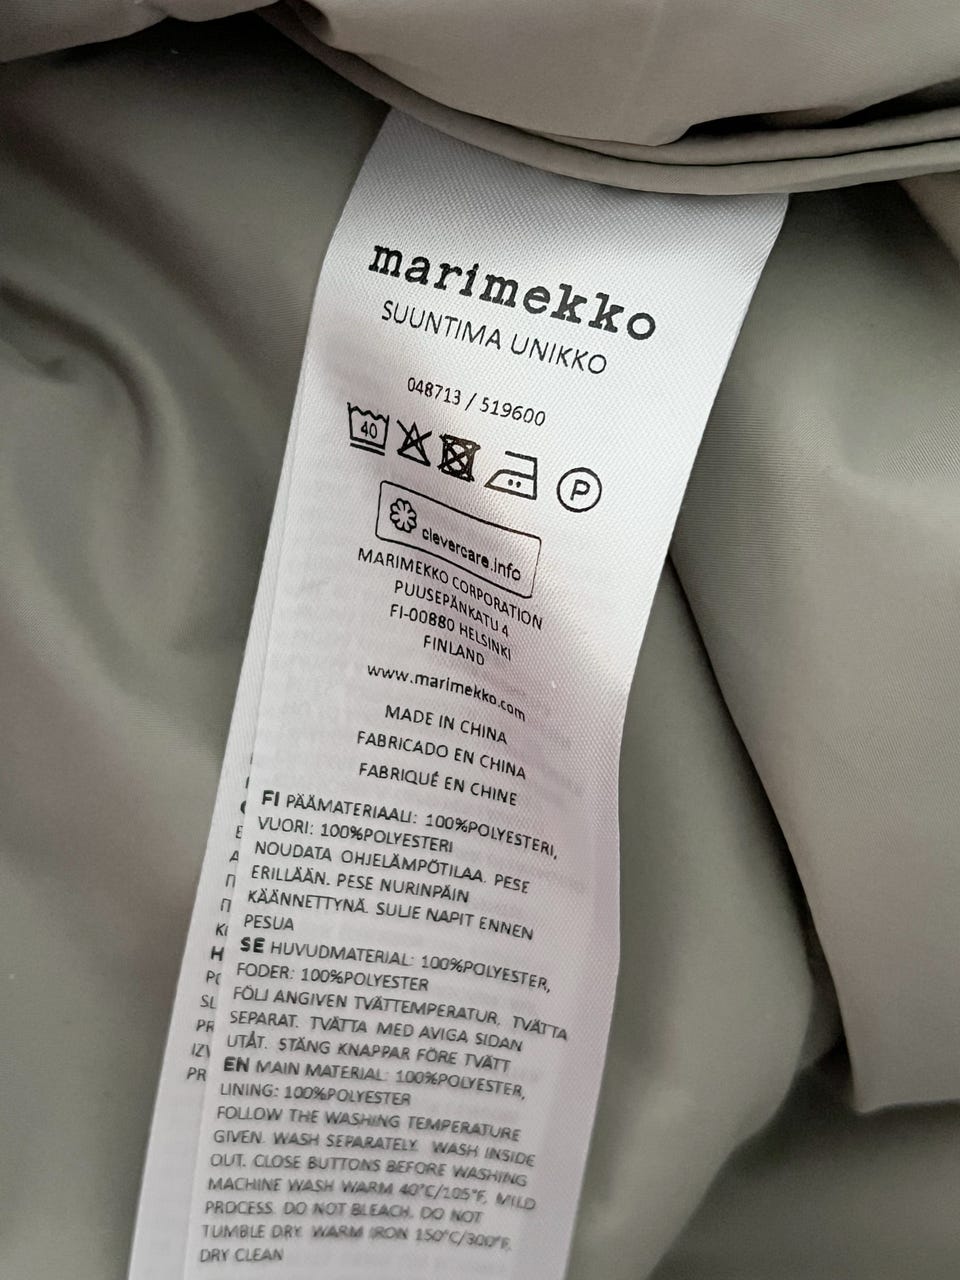 marimekko
SUUNTIMA UNIKKO
048713 / 519600
40
P
clevercare.info
MARIMEKKO CORPORATION
PUUSEPÄNKATU 4
FI-00880 HELSINKI
FINLAND
www.marimekko.com
MADE IN CHINA
FABRICADO EN CHINA
FABRIQUÉ EN CHINE
FI PÄÄMATERIAALI: 100%POLYESTERI,
VUORI: 100%POLYESTERI
NOUDATA OHJELÄMPÖTILAA. PESE
ERILLÄÄN. PESE NURINPÄIN
KÄÄNNETTYNÄ. SULJE NAPIT ENNEN
PESUA
SE HUVUDMATERIAL: 100%POLYESTER,
FODER: 100%POLYESTER
FÖLJ ANGIVEN TVÄTTEMPERATUR. TVÄTTA
SEPARAT. TVÄTTA MED AVIGA SIDAN
UTÅT. STÄNG KNAPPAR FÖRE TVÄTT
EN MAIN MATERIAL: 100%POLYESTER,
LINING: 100%POLYESTER
FOLLOW THE WASHING TEMPERATURE
GIVEN. WASH SEPARATELY. WASH INSIDE
OUT. CLOSE BUTTONS BEFORE WASHING
MACHINE WASH WARM 40°C/105°F, MILD
PROCESS. DO NOT BLEACH. DO NOT
TUMBLE DRY. WARM IRON 150°C/300°F,
DRY CLEAN